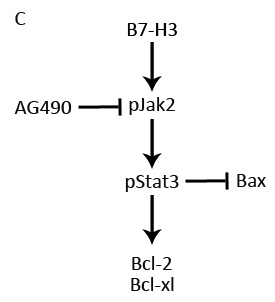 C
B7-H3
AG490 pJak2
pStat3 Bax
Bcl-2
Bcl-xl